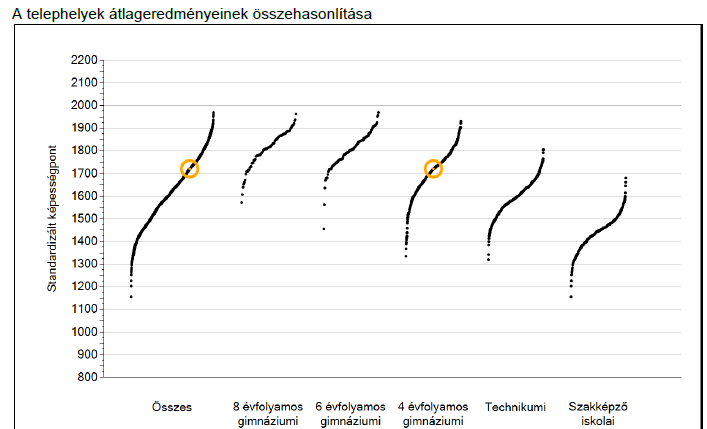 A telephelyek átlageredményeinek összehasonlítása
Standardizált képességpont
2200
2100
2000
1900
1800
1700
1600
1500
1400
1300
1200
1100
1000
900
800
Összes
8 évfolyamos
gimnáziumi
6 évfolyamos
gimnáziumi
4 évfolyamos
gimnáziumi
Technikumi
Szakképző
iskolai